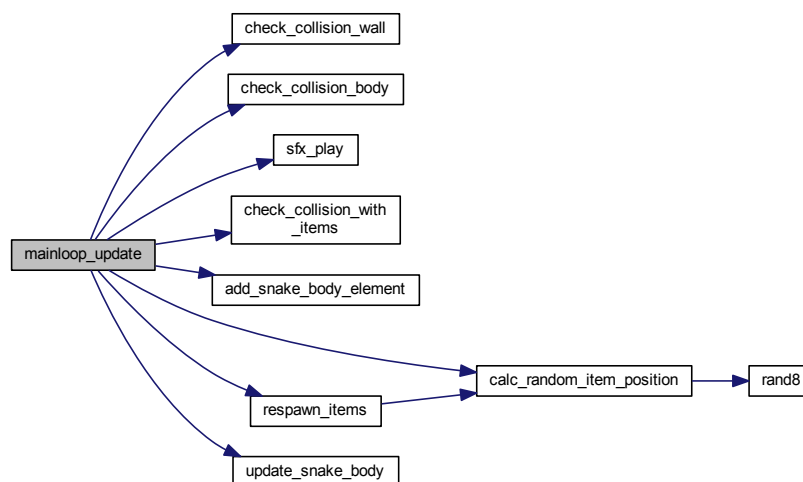 check_collision_wall
check_collision_body
sfx_play
check_collision_with
_items
mainloop_update
add_snake_body_element
calc_random_item_position
rand8
respawn_items
update_snake_body